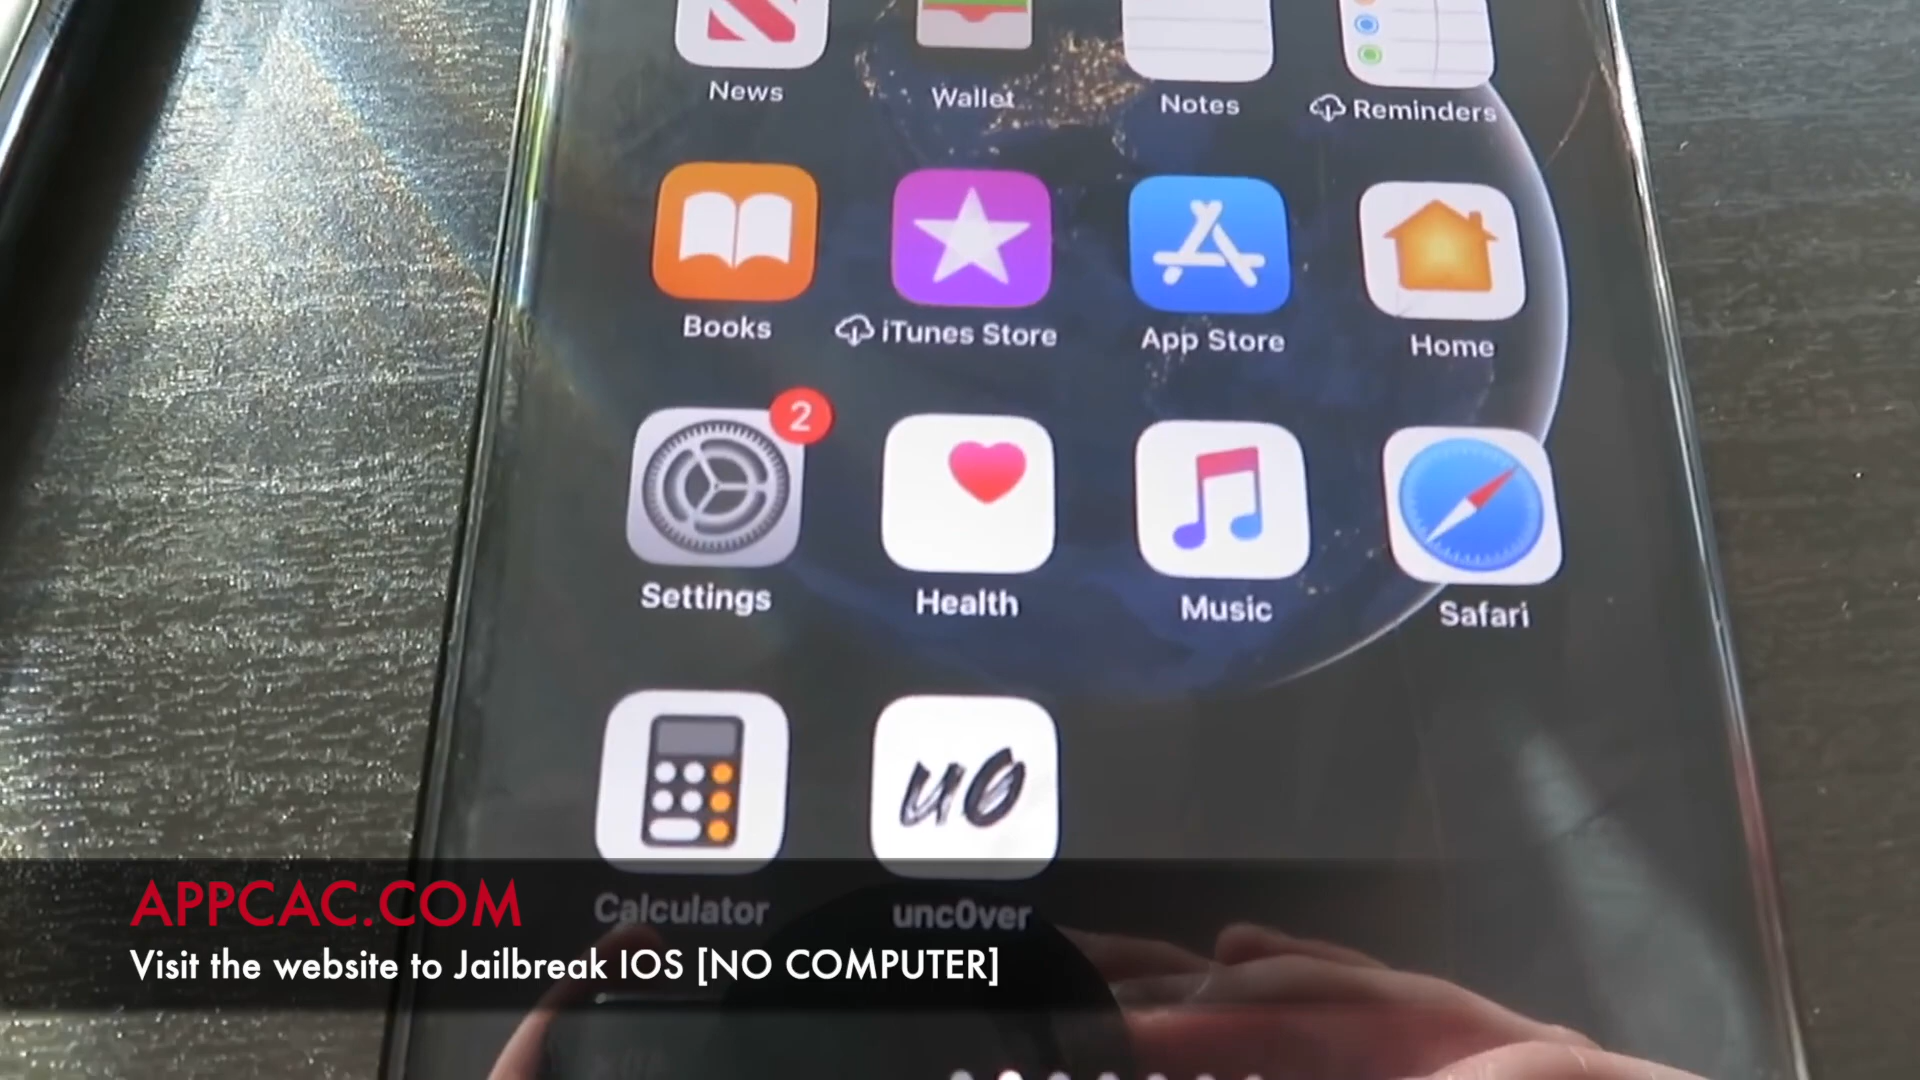 News Wallet Notes Reminders
Books iTunes Store App Store Home
2
Settings Health Music Safari
u0
Calculator unc0ver
APPCAC.COM
Visit the website to Jailbreak IOS [NO COMPUTER]